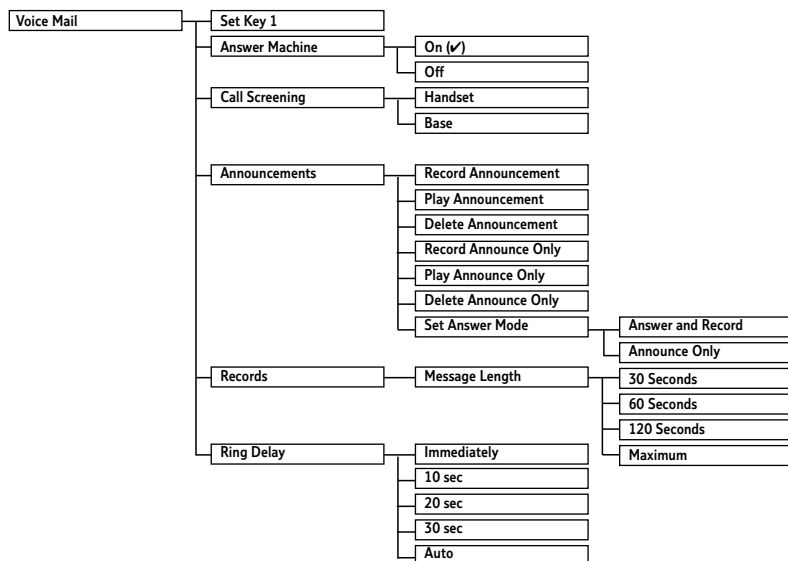 Voice Mail
Set Key 1
Answer Machine
On (✔)
Off
Call Screening
Handset
Base
Announcements
Record Announcement
Play Announcement
Delete Announcement
Record Announce Only
Play Announce Only
Delete Announce Only
Set Answer Mode
Answer and Record
Announce Only
Records
Message Length
30 Seconds
60 Seconds
120 Seconds
Maximum
Ring Delay
Immediately
10 sec
20 sec
30 sec
Auto